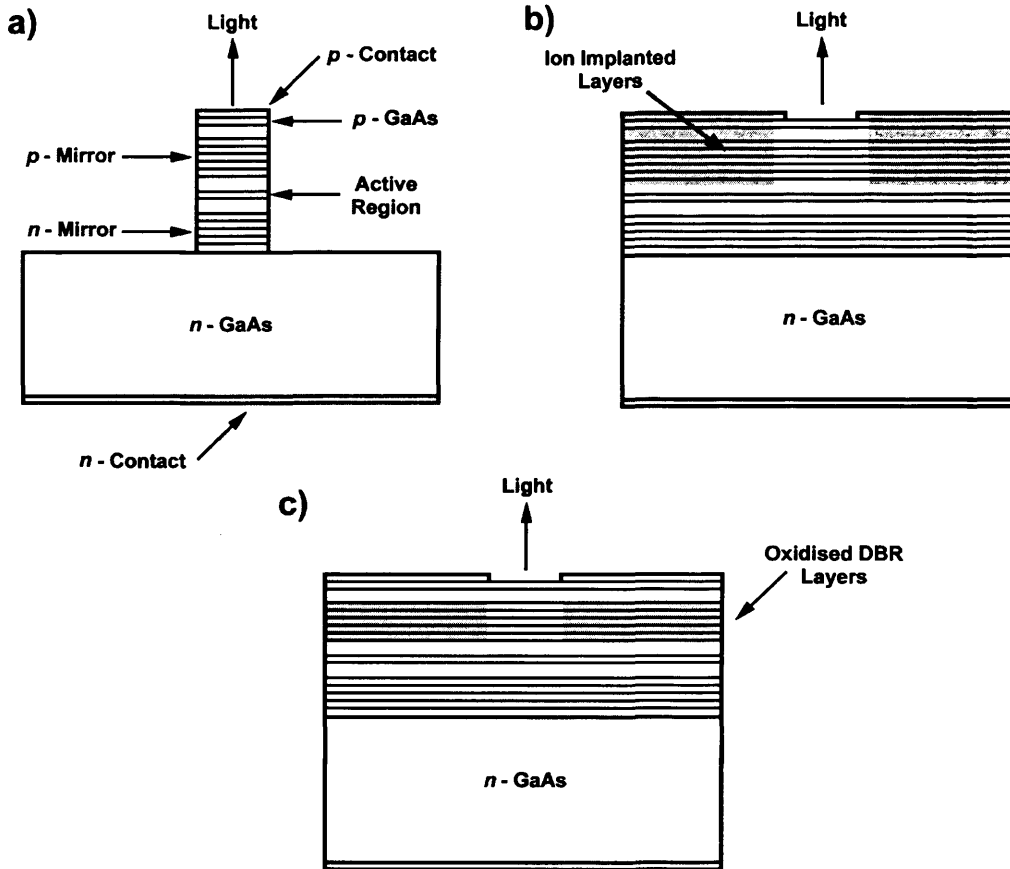 a)
Light
p - Contact
p - GaAs
p - Mirror
Active
Region
n - Mirror
n - GaAs
n - Contact
b)
Light
Ion Implanted
Layers
n - GaAs
c)
Light
Oxidised DBR
Layers
n - GaAs